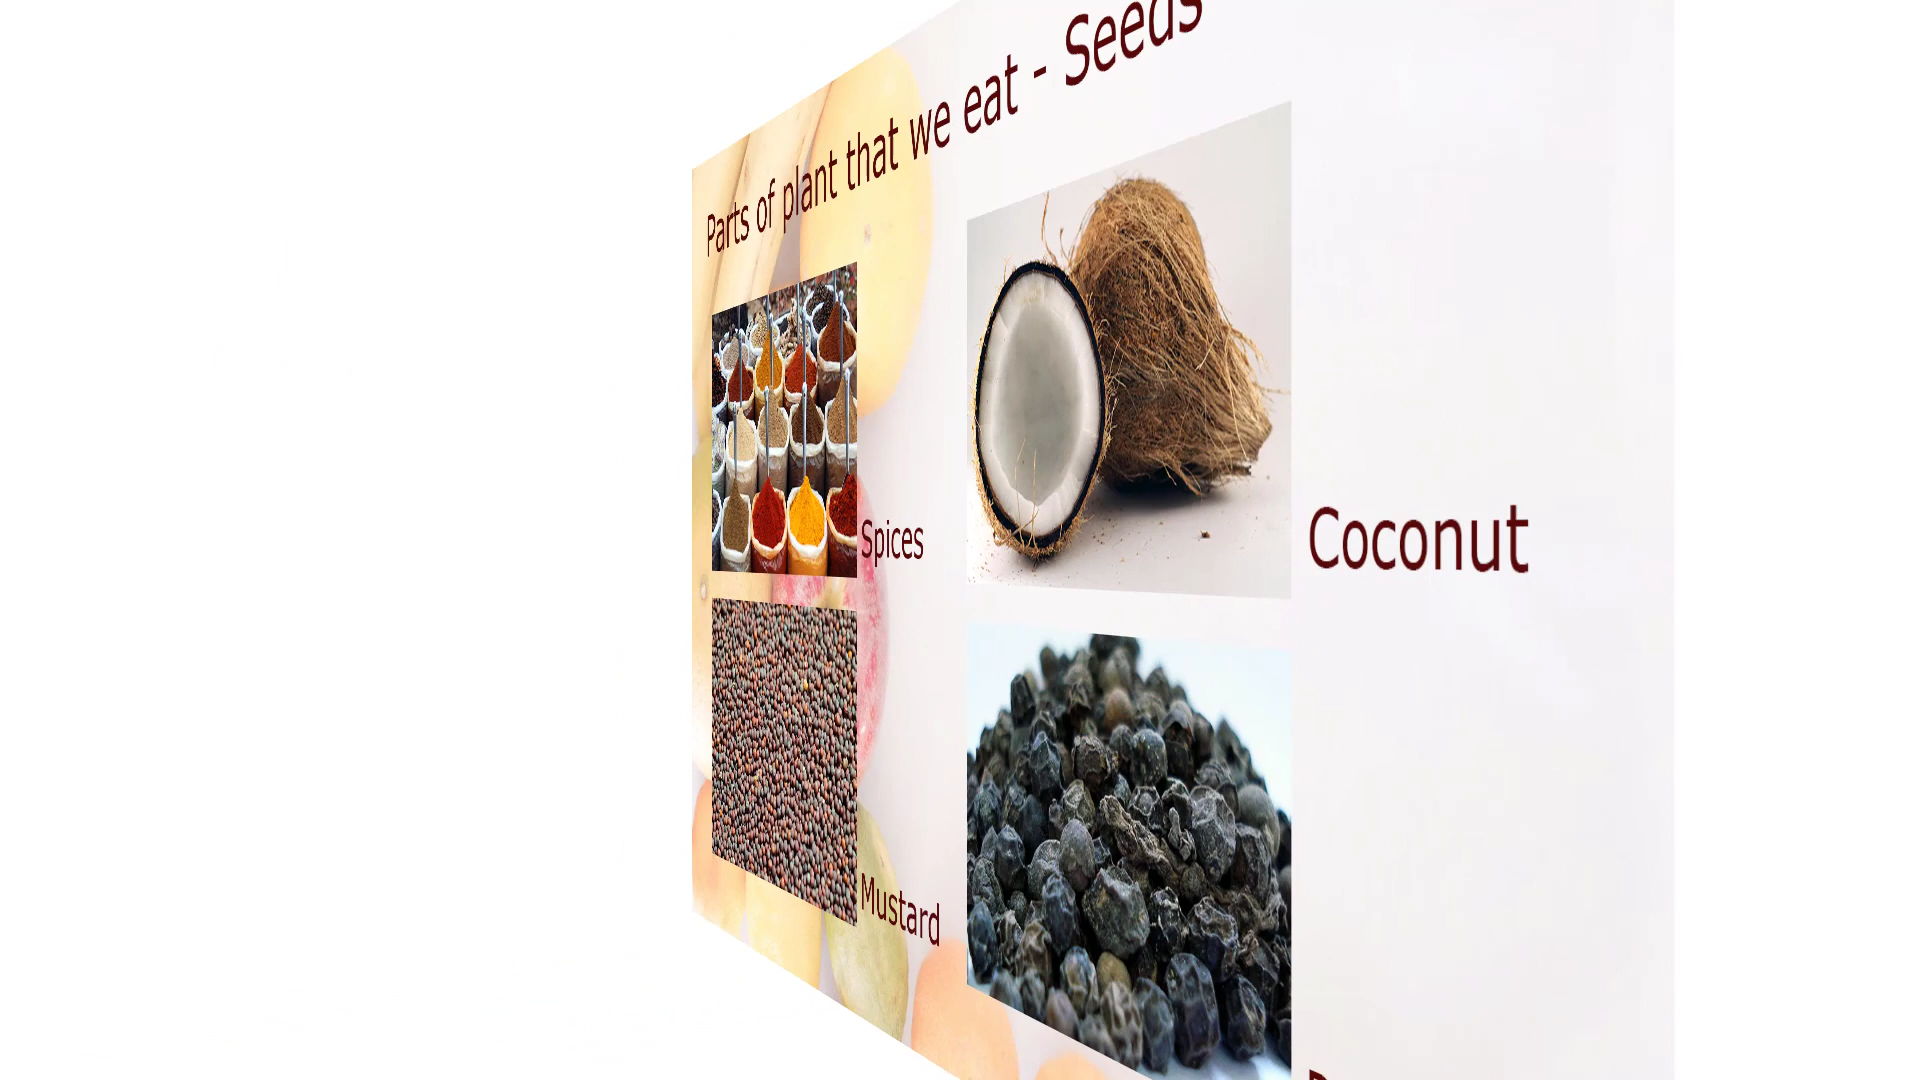 Parts of plant that we eat - Seeds
Spices
Coconut
Mustard